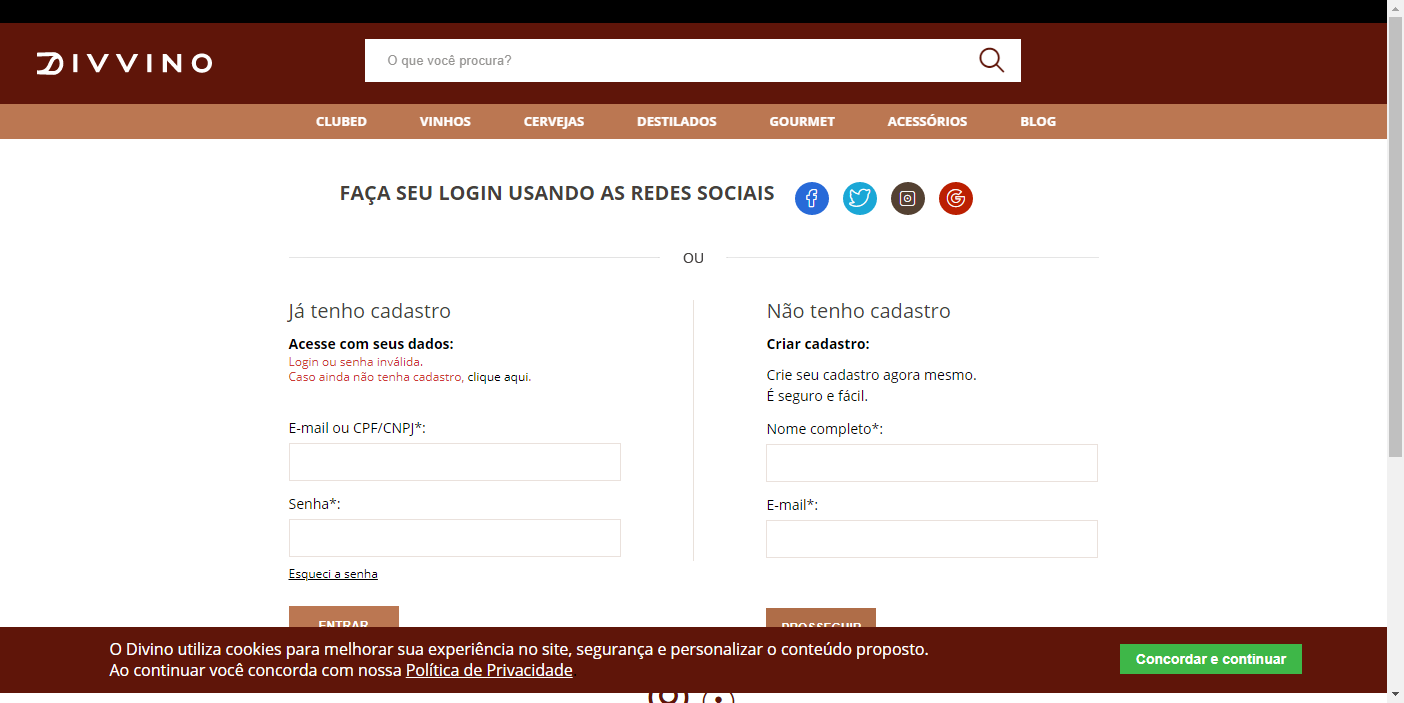 DIVVINO
O que você procura?
CLUBED VINHOS CERVEJAS DESTILADOS GOURMET ACESSÓRIOS BLOG
FAÇA SEU LOGIN USANDO AS REDES SOCIAIS
OU
Já tenho cadastro
Acesse com seus dados:
Login ou senha inválida.
Caso ainda não tenha cadastro, clique aqui.
E-mail ou CPF/CNPJ*:
Senha*:
Esqueci a senha
ENTRAR
Não tenho cadastro
Criar cadastro:
Crie seu cadastro agora mesmo.
É seguro e fácil.
Nome completo*:
E-mail*:
PROSSEGUIR
O Divino utiliza cookies para melhorar sua experiência no site, segurança e personalizar o conteúdo proposto.
Ao continuar você concorda com nossa Política de Privacidade
Concordar e continuar